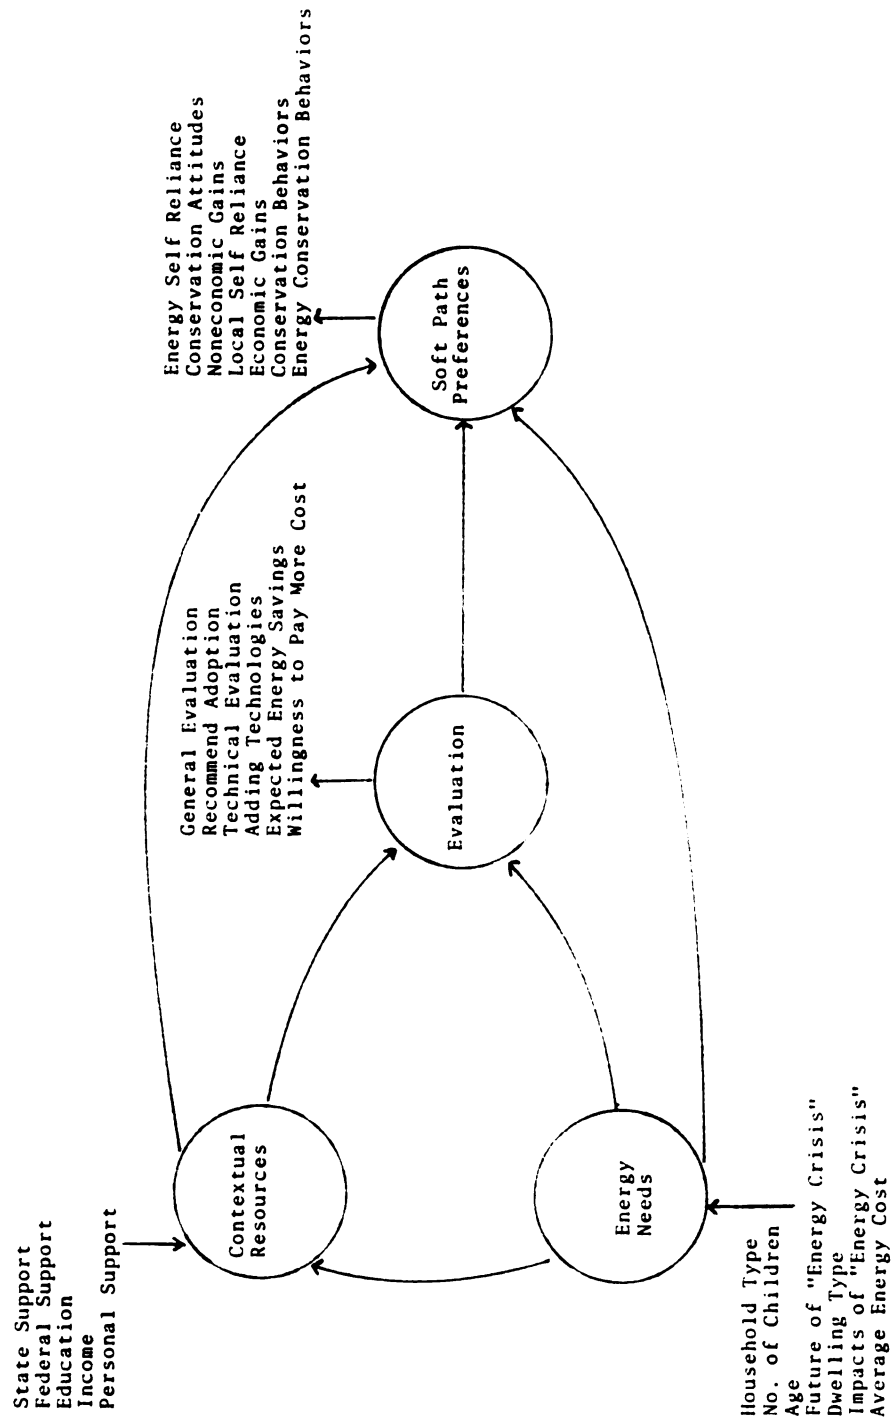 State Support
Federal Support
Education
Income
Personal Support
Contextual
Resources
Household Type
No. of Children
Age
Future of "Energy Crisis"
Dwelling Type
Impacts of "Energy Crisis"
Average Energy Cost
Energy
Needs
General Evaluation
Recommend Adoption
Technical Evaluation
Adding Technologies
Expected Energy Savings
Willingness to Pay More Cost
Evaluation
Energy Self Reliance
Conservation Attitudes
Noneconomic Gains
Local Self Reliance
Economic Gains
Conservation Behaviors
Energy Conservation Behaviors
Soft Path
Preferences